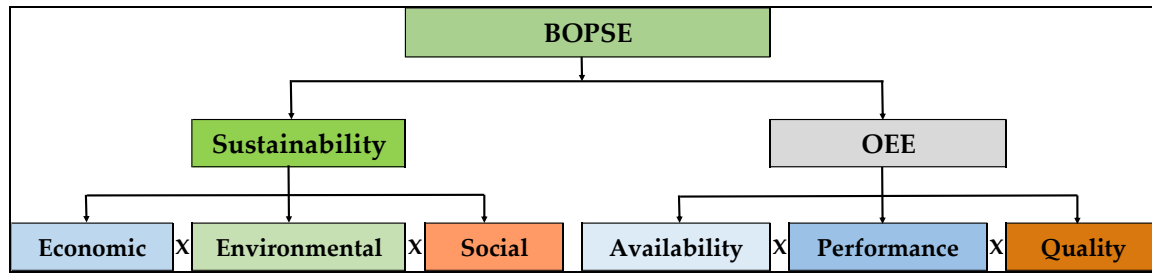 BOPSE
Sustainability OEE
Economic X Environmental X Social Availability X Performance X Quality